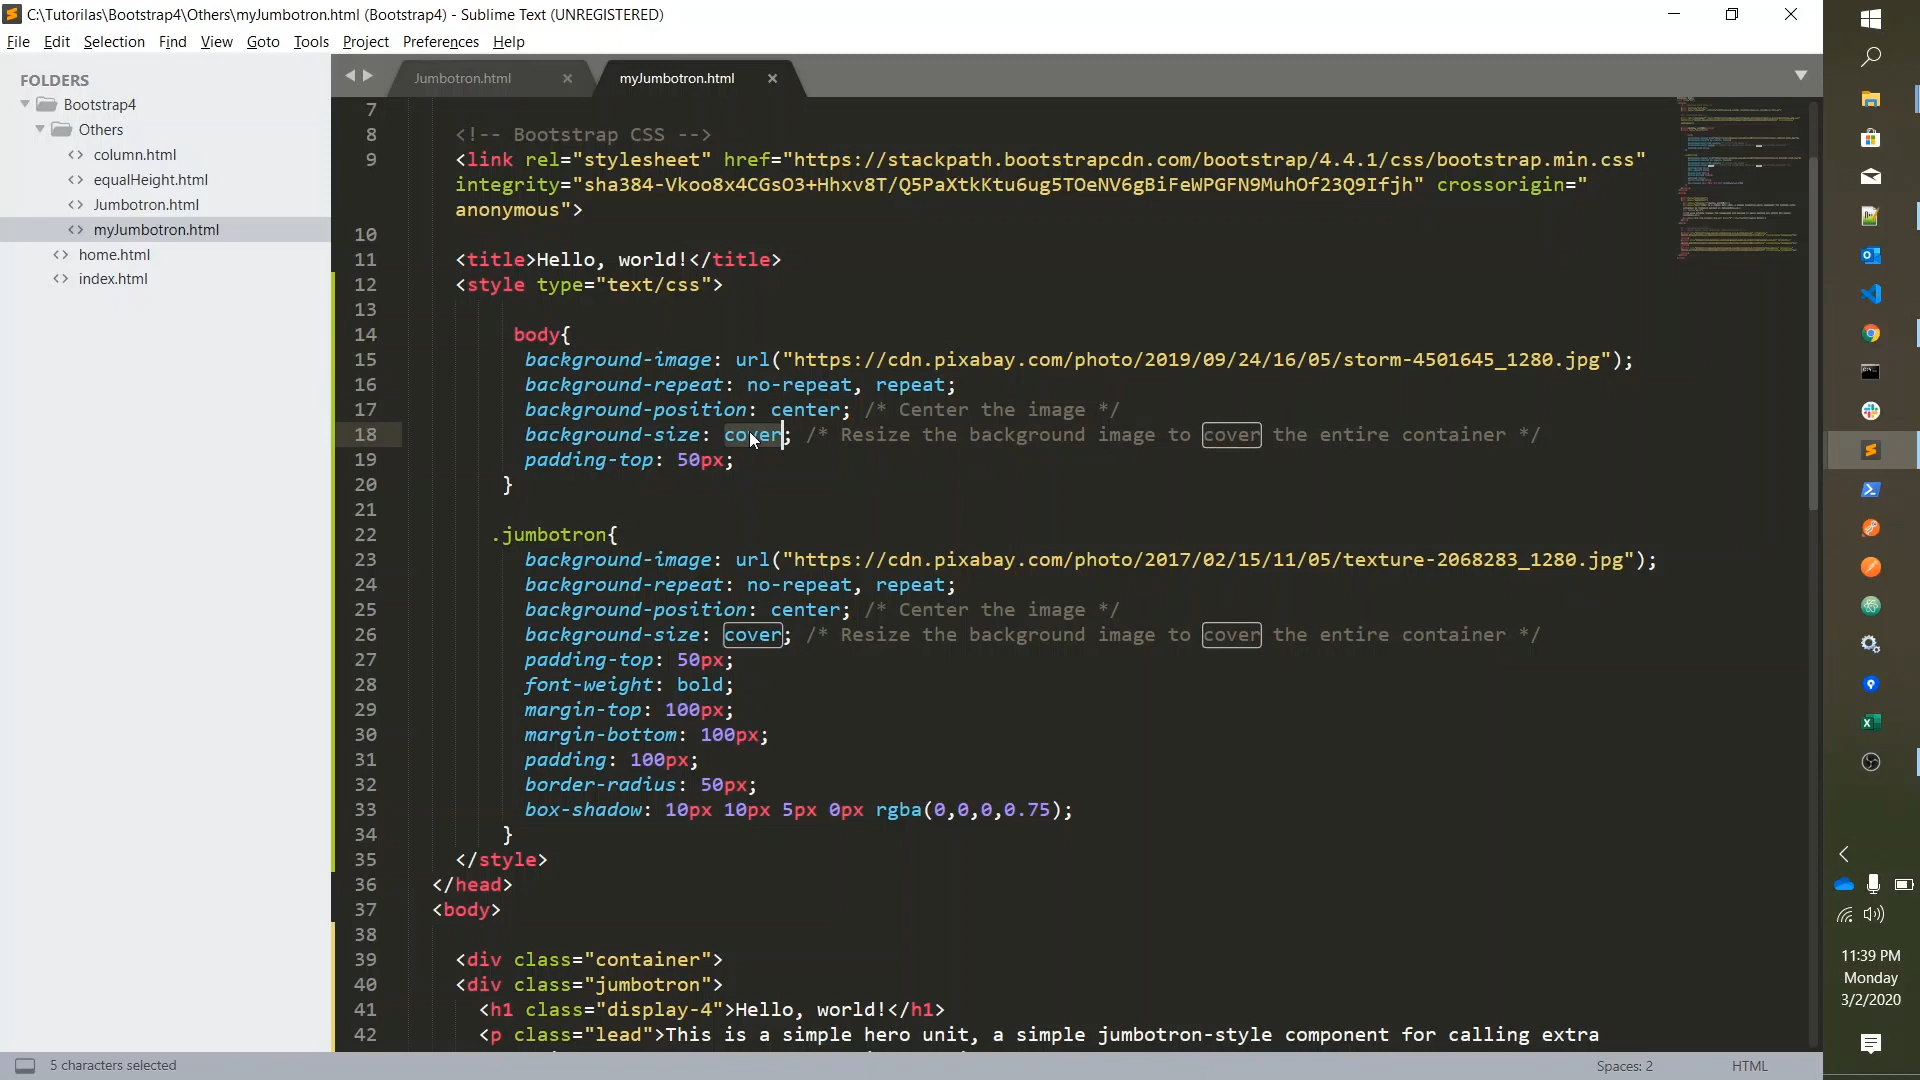 C:\Tutorilas\Bootstrap4\Others\myJumbotron.html (Bootstrap4) - Sublime Text (UNREGISTERED)
File Edit Selection Find View Goto Tools Project Preferences Help
FOLDERS
Bootstrap4
Others
column.html
equalHeight.html
Jumbotron.html
myJumbotron.html
home.html
index.html
Jumbotron.html
myJumbotron.html
7
8 <!-- Bootstrap CSS -->
9 <link rel="stylesheet" href="https://stackpath.bootstrapcdn.com/bootstrap/4.4.1/css/bootstrap.min.css"
integrity="sha384-Vkoo8x4CGsO3+Hhxv8T/Q5PaXtkKtu6ug5TOeNV6gBiFeWPGFN9MuhOf23Q9Ifjh" crossorigin="
anonymous">
10
11 <title>Hello, world!</title>
12 <style type="text/css">
13
14 body{
15 background-image: url("https://cdn.pixabay.com/photo/2019/09/24/16/05/storm-4501645_1280.jpg");
16 background-repeat: no-repeat, repeat;
17 background-position: center; /* Center the image */
18 background-size: cover; /* Resize the background image to cover the entire container */
19 padding-top: 50px;
20 }
21
22 .jumbotron{
23 background-image: url("https://cdn.pixabay.com/photo/2017/02/15/11/05/texture-2068283_1280.jpg");
24 background-repeat: no-repeat, repeat;
25 background-position: center; /* Center the image */
26 background-size: cover; /* Resize the background image to cover the entire container */
27 padding-top: 50px;
28 font-weight: bold;
29 margin-top: 100px;
30 margin-bottom: 100px;
31 padding: 100px;
32 border-radius: 50px;
33 box-shadow: 10px 10px 5px 0px rgba(0,0,0,0.75);
34 }
35 </style>
36 </head>
37 <body>
38
39 <div class="container">
40 <div class="jumbotron">
41 <h1 class="display-4">Hello, world!</h1>
42 <p class="lead">This is a simple hero unit, a simple jumbotron-style component for calling extra
5 characters selected
Spaces: 2
HTML
11:39 PM
Monday
3/2/2020